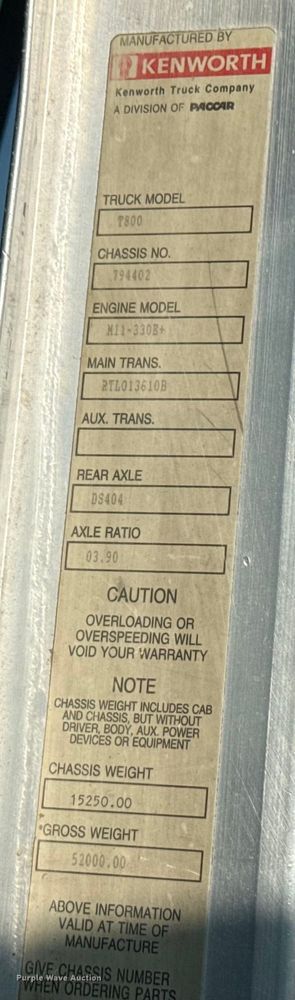 MANUFACTURED BY
KENWORTH
Kenworth Truck Company
A DIVISION OF PACCAR
TRUCK MODEL
T800
CHASSIS NO.
794402
ENGINE MODEL
M11-330E+
MAIN TRANS.
RTLO13610B
AUX. TRANS.
REAR AXLE
DS404
AXLE RATIO
03.90
CAUTION
OVERLOADING OR
OVERSPEEDING WILL
VOID YOUR WARRANTY
NOTE
CHASSIS WEIGHT INCLUDES CAB
AND CHASSIS, BUT WITHOUT
DRIVER, BODY, AUX. POWER
DEVICES OR EQUIPMENT
CHASSIS WEIGHT
15250.00
*GROSS WEIGHT
52000.00
ABOVE INFORMATION
VALID AT TIME OF
MANUFACTURE
GIVE CHASSIS NUMBER
WHEN ORDERING PARTS
Purple Wave Auction